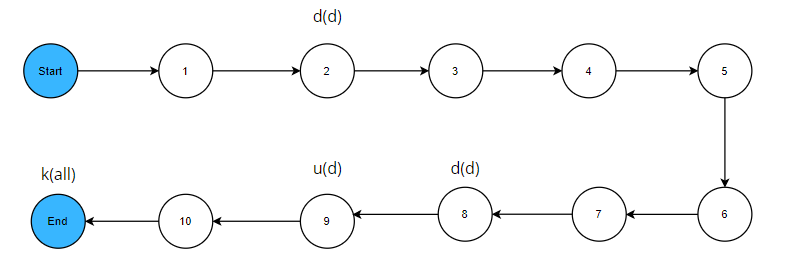 d(d)
Start 1 2 3 4 5
k(all) u(d) d(d)
End 10 9 8 7 6